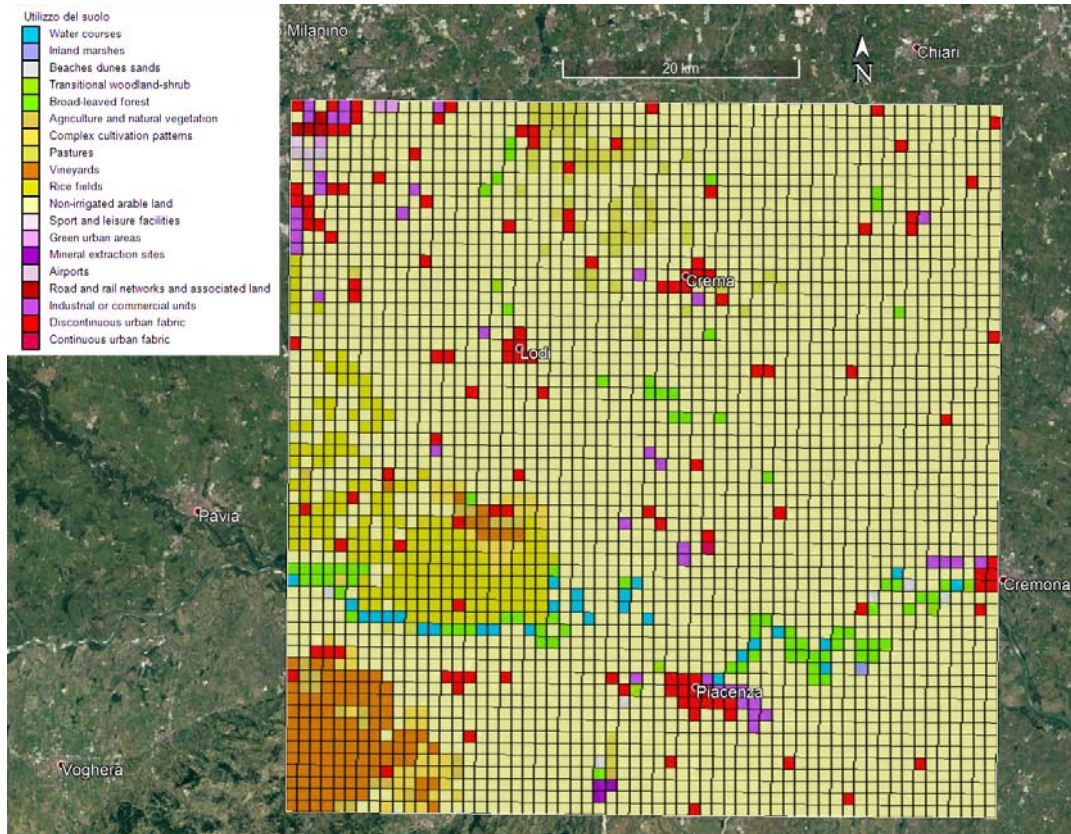 Utilizzo del suolo
Water courses
Inland marshes
Beaches dunes sands
Transitional woodland-shrub
Broad-leaved forest
Agriculture and natural vegetation
Complex cultivation patterns
Pastures
Vineyards
Rice fields
Non-irrigated arable land
Sport and leisure facilities
Green urban areas
Mineral extraction sites
Airports
Road and rail networks and associated land
Industrial or commercial units
Discontinuous urban fabric
Continuous urban fabric
o Milanino
Chiari
20 km
N
Crema
Lodi
Pavia
Cremona
Piacenza
Voghera